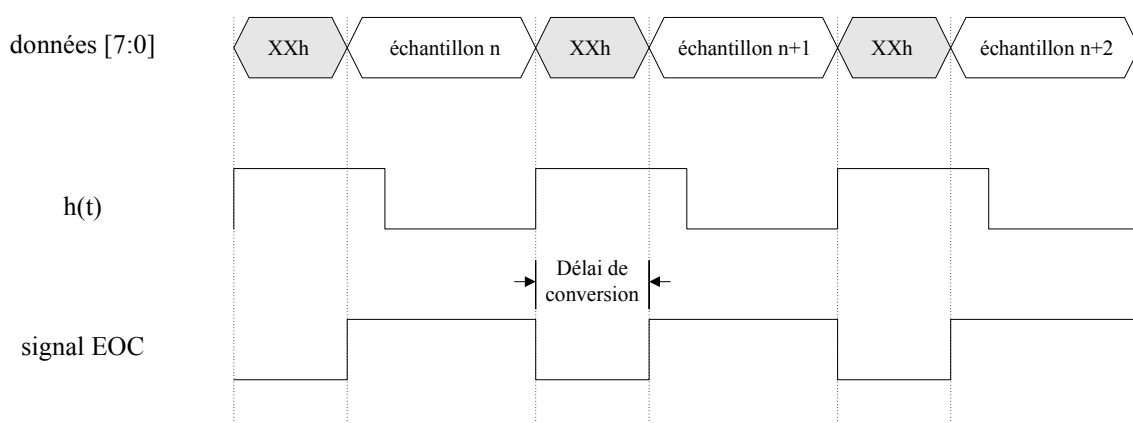 données [7:0]
XXh
échantillon n
XXh
échantillon n+1
XXh
échantillon n+2
h(t)
Délai de
conversion
signal EOC